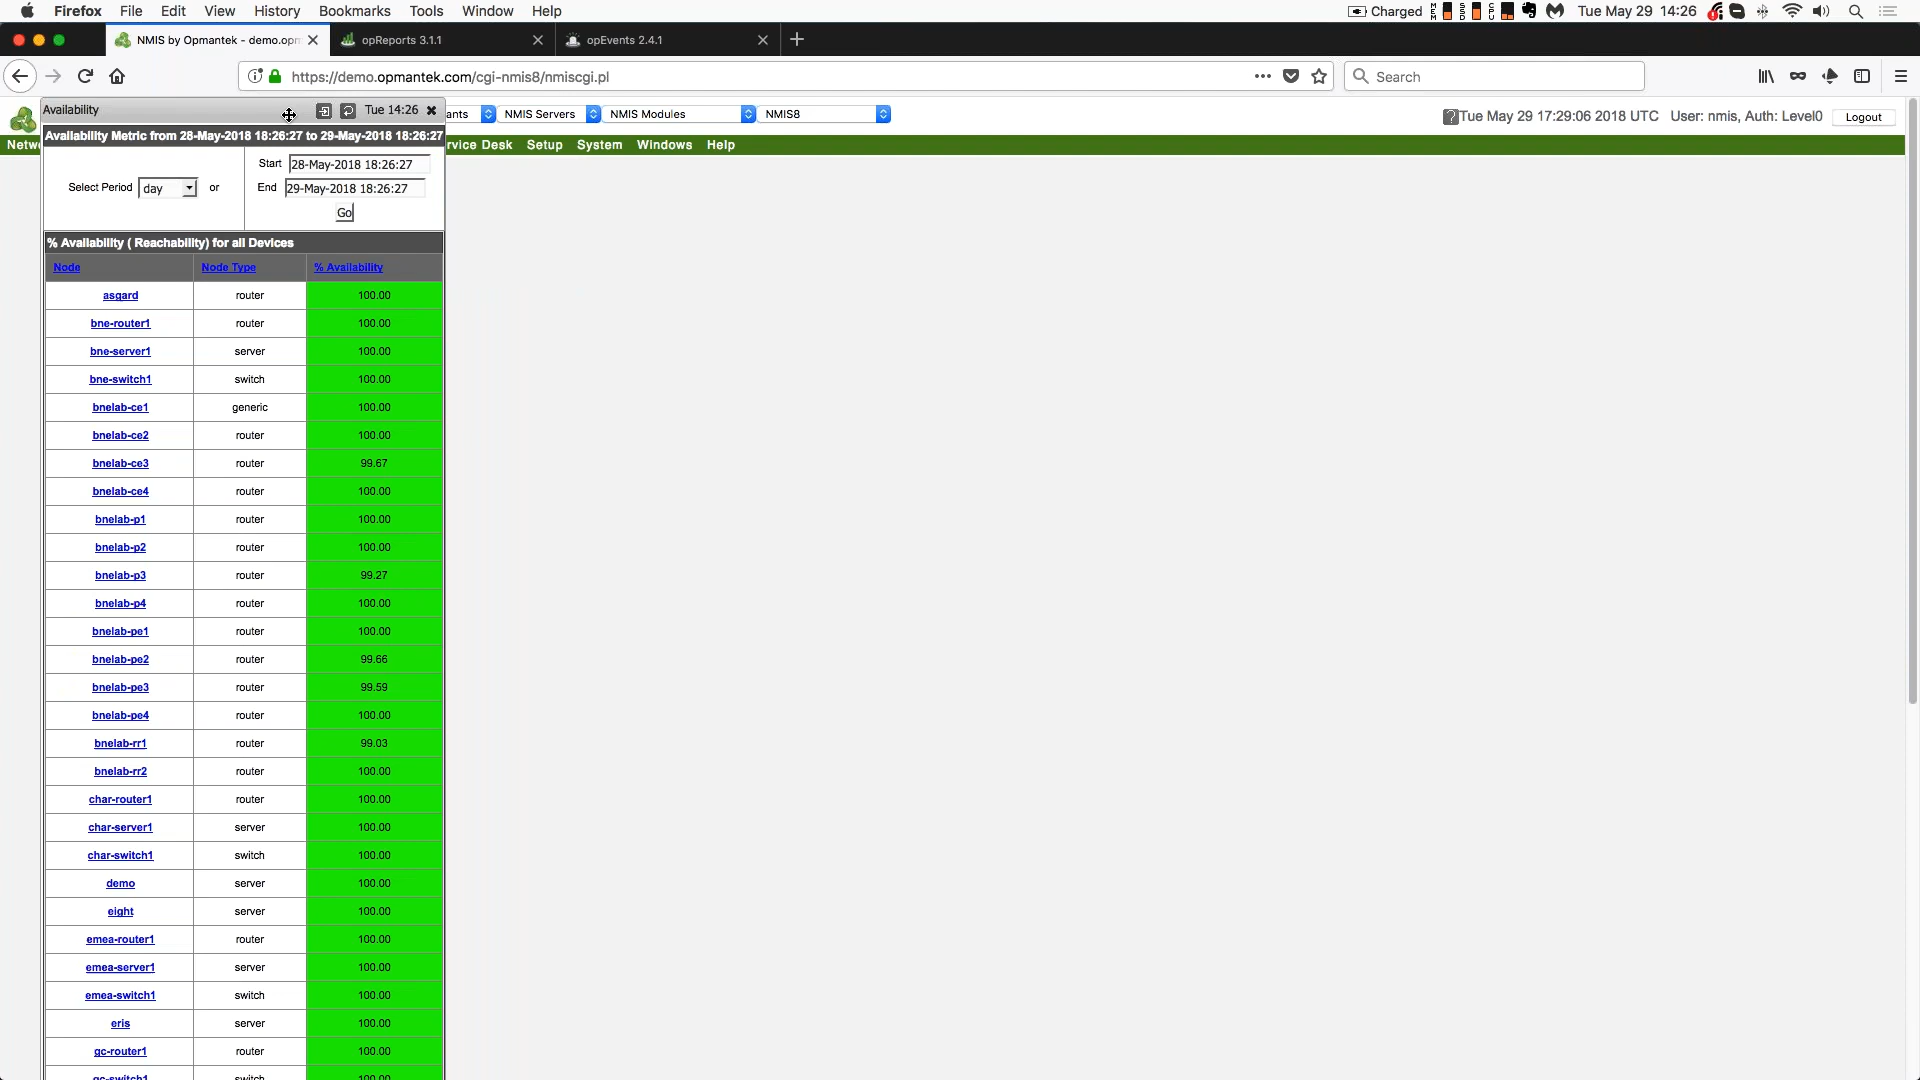 Firefox File Edit View History Bookmarks Tools Window Help Charged MEM SSD CPU Tue May 29 14:26
NMIS by Opmantek - demo.opm opReports 3.1.1 opEvents 2.4.1
https://demo.opmantek.com/cgi-nmis8/nmiscgi.pl Search
Availability Tue 14:26
ants NMIS Servers NMIS Modules NMIS8 Tue May 29 17:29:06 2018 UTC User: nmis, Auth: Level0 Logout
Availability Metric from 28-May-2018 18:26:27 to 29-May-2018 18:26:27
Netwo rvice Desk Setup System Windows Help
Start 28-May-2018 18:26:27
Select Period day or End 29-May-2018 18:26:27
Go
% Availability ( Reachability) for all Devices
Node Node Type % Availability
asgard router 100.00
bne-router1 router 100.00
bne-server1 server 100.00
bne-switch1 switch 100.00
bnelab-ce1 generic 100.00
bnelab-ce2 router 100.00
bnelab-ce3 router 99.67
bnelab-ce4 router 100.00
bnelab-p1 router 100.00
bnelab-p2 router 100.00
bnelab-p3 router 99.27
bnelab-p4 router 100.00
bnelab-pe1 router 100.00
bnelab-pe2 router 99.66
bnelab-pe3 router 99.59
bnelab-pe4 router 100.00
bnelab-rr1 router 99.03
bnelab-rr2 router 100.00
char-router1 router 100.00
char-server1 server 100.00
char-switch1 switch 100.00
demo server 100.00
eight server 100.00
emea-router1 router 100.00
emea-server1 server 100.00
emea-switch1 switch 100.00
eris server 100.00
gc-router1 router 100.00
gc-switch1 switch 100.00